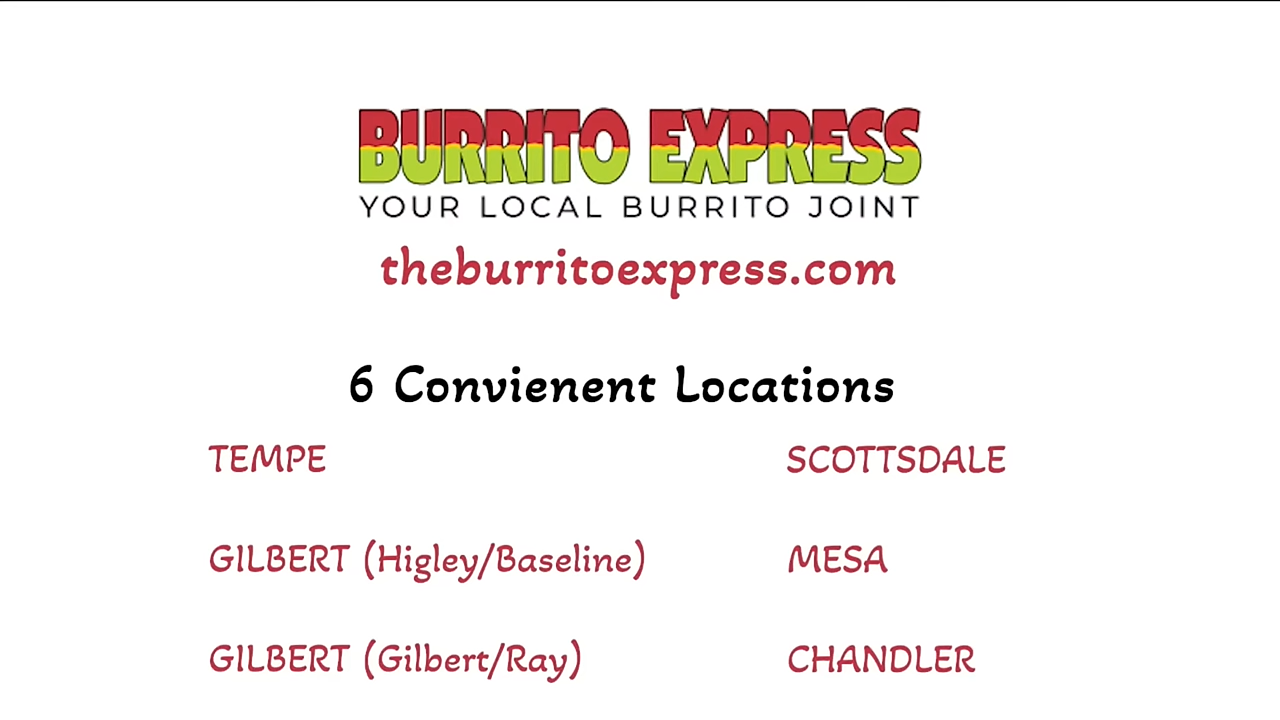 BURRITO EXPRESS
YOUR LOCAL BURRITO JOINT
theburritoexpress.com
6 Convienent Locations
TEMPE
SCOTTSDALE
GILBERT (Higley/Baseline)
MESA
GILBERT (Gilbert/Ray)
CHANDLER